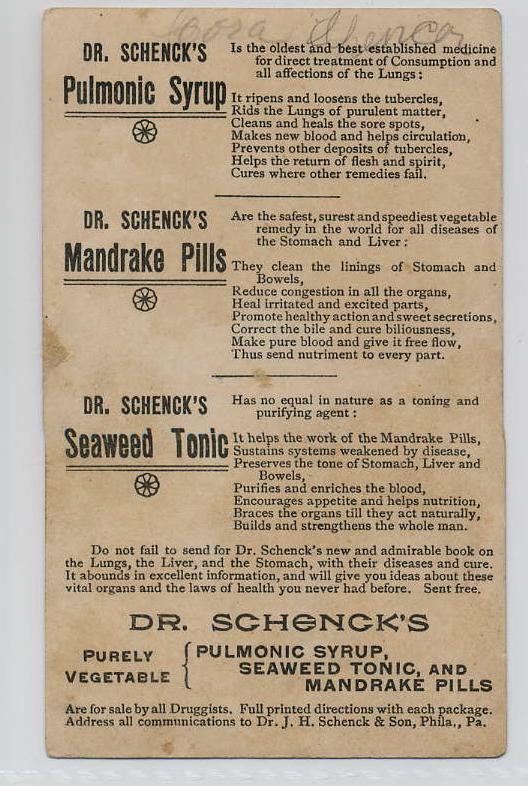 DR. SCHENCK'S
Pulmonic Syrup
Is the oldest and best established medicine
for direct treatment of Consumption and
all affections of the Lungs:
It ripens and loosens the tubercles,
Rids the Lungs of purulent matter,
Cleans and heals the sore spots,
Makes new blood and helps circulation,
Prevents other deposits of tubercles,
Helps the return of flesh and spirit,
Cures where other remedies fail.
DR. SCHENCK'S
Mandrake Pills
Are the safest, surest and speediest vegetable
remedy in the world for all diseases of
the Stomach and Liver:
They clean the linings of Stomach and
Bowels,
Reduce congestion in all the organs,
Heal irritated and excited parts,
Promote healthy action and sweet secretions,
Correct the bile and cure biliousness,
Make pure blood and give it free flow,
Thus send nutriment to every part.
DR. SCHENCK'S
Seaweed Tonic
Has no equal in nature as a toning and
purifying agent:
It helps the work of the Mandrake Pills,
Sustains systems weakened by disease,
Preserves the tone of Stomach, Liver and
Bowels,
Purifies and enriches the blood,
Encourages appetite and helps nutrition,
Braces the organs till they act naturally,
Builds and strengthens the whole man.
Do not fail to send for Dr. Schenck's new and admirable book on
the Lungs, the Liver, and the Stomach, with their diseases and cure.
It abounds in excellent information, and will give you ideas about these
vital organs and the laws of health you never had before. Sent free.
DR. SCHENCK'S
PURELY
VEGETABLE
PULMONIC SYRUP,
SEAWEED TONIC, AND
MANDRAKE PILLS
Are for sale by all Druggists. Full printed directions with each package.
Address all communications to Dr. J. H. Schenck & Son, Phila., Pa.